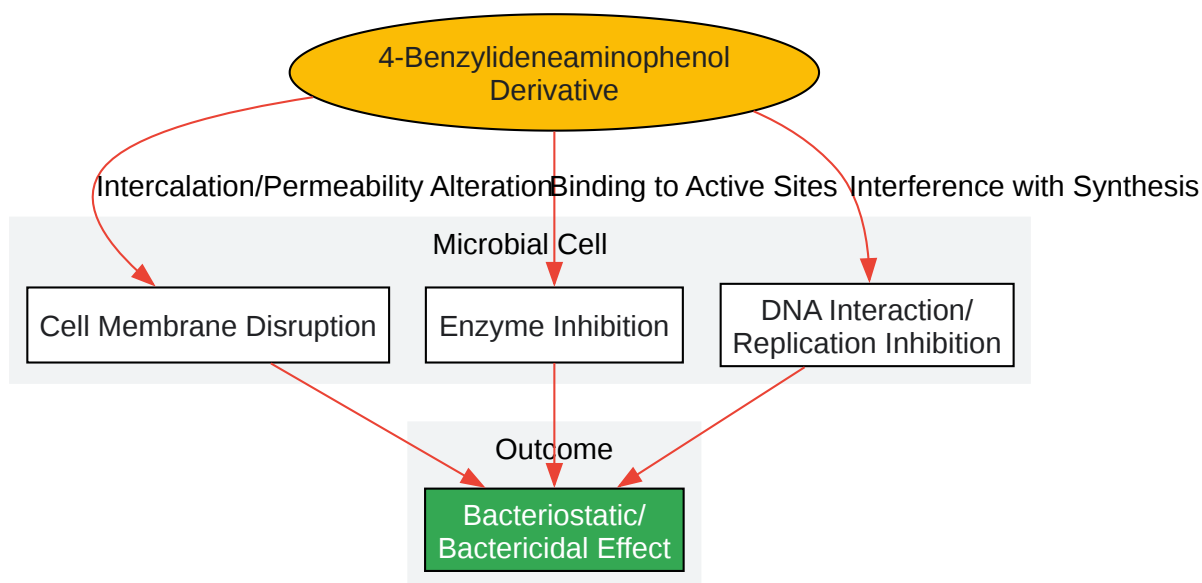 4-Benzylideneaminophenol
Derivative
Intercalation/Permeability Alteration
Binding to Active Sites
Interference with Synthesis
Microbial Cell
Cell Membrane Disruption
Enzyme Inhibition
DNA Interaction/
Replication Inhibition
Outcome
Bacteriostatic/
Bactericidal Effect